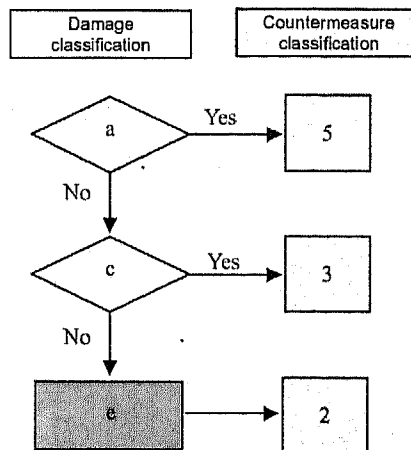 Damage
classification
Countermeasure
classification
a
Yes
5
No
c
Yes
3
No
e
2